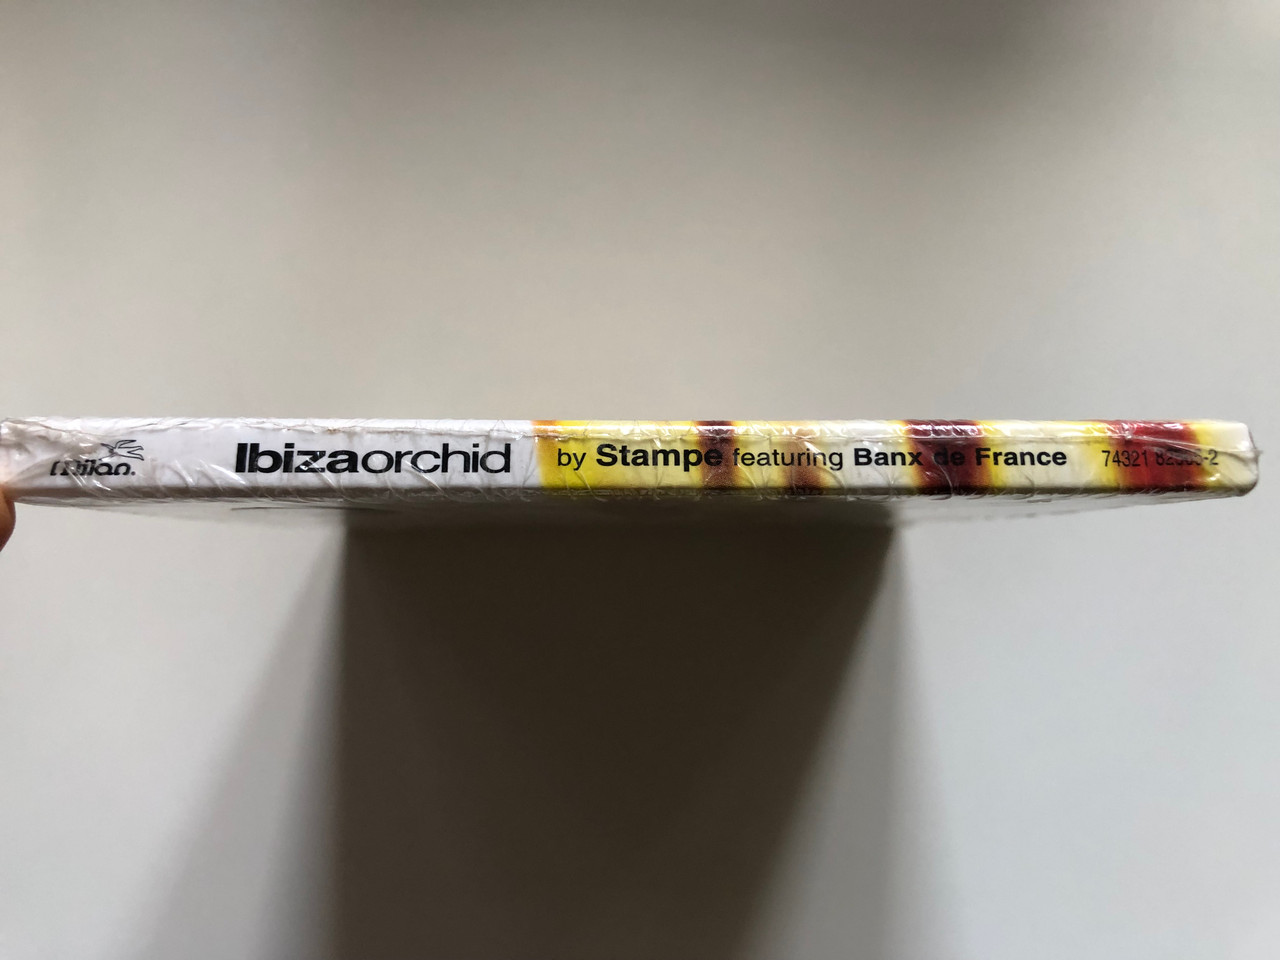 milan. Ibizaorchid by Stampe featuring Banx de France